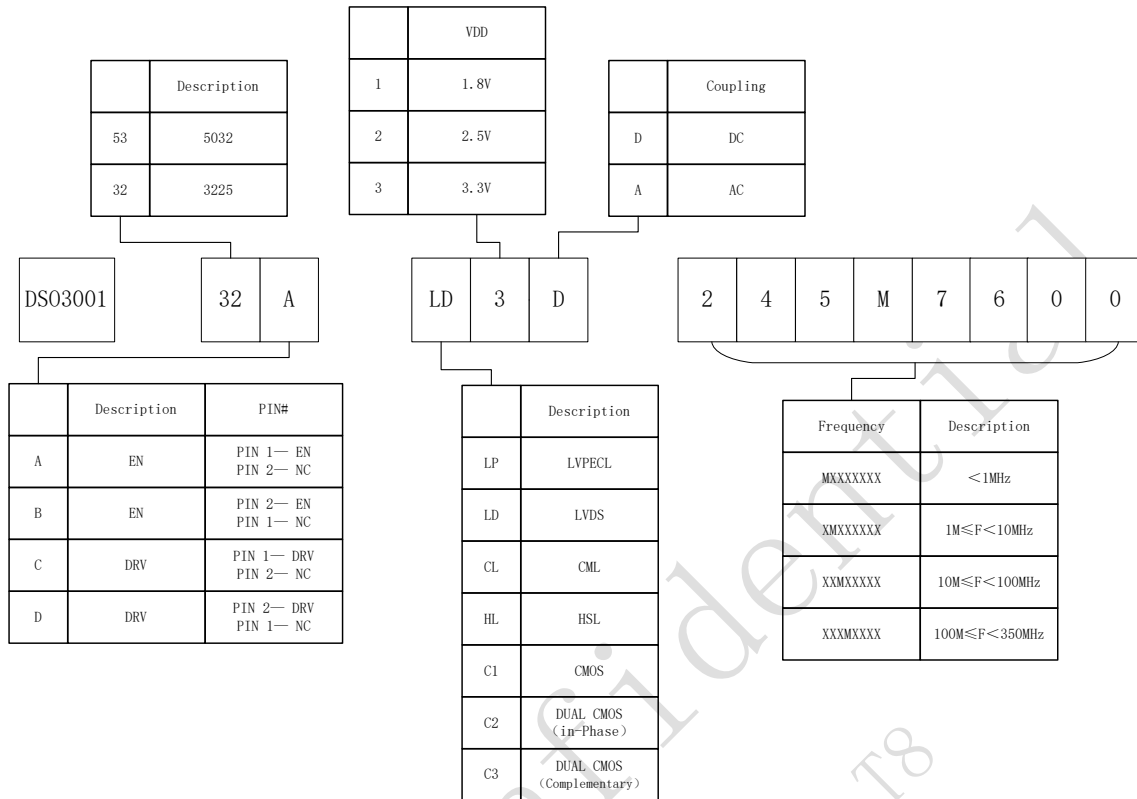 VDD
1 1.8V
2 2.5V
3 3.3V
Description
53 5032
32 3225
Coupling
D DC
A AC
DSO3001 32 A LD 3 D 2 4 5 M 7 6 0 0
Description PIN#
A EN PIN 1— EN
PIN 2— NC
B EN PIN 2— EN
PIN 1— NC
C DRV PIN 1— DRV
PIN 2— NC
D DRV PIN 2— DRV
PIN 1— NC
Description
LP LVPECL
LD LVDS
CL CML
HL HSL
C1 CMOS
C2 DUAL CMOS
(in-Phase)
C3 DUAL CMOS
(Complementary)
Frequency Description
MXXXXXXX <1MHz
XMXXXXXX 1M≤F<10MHz
XXMXXXXX 10M≤F<100MHz
XXXMXXXX 100M≤F<350MHz
fidential
T8